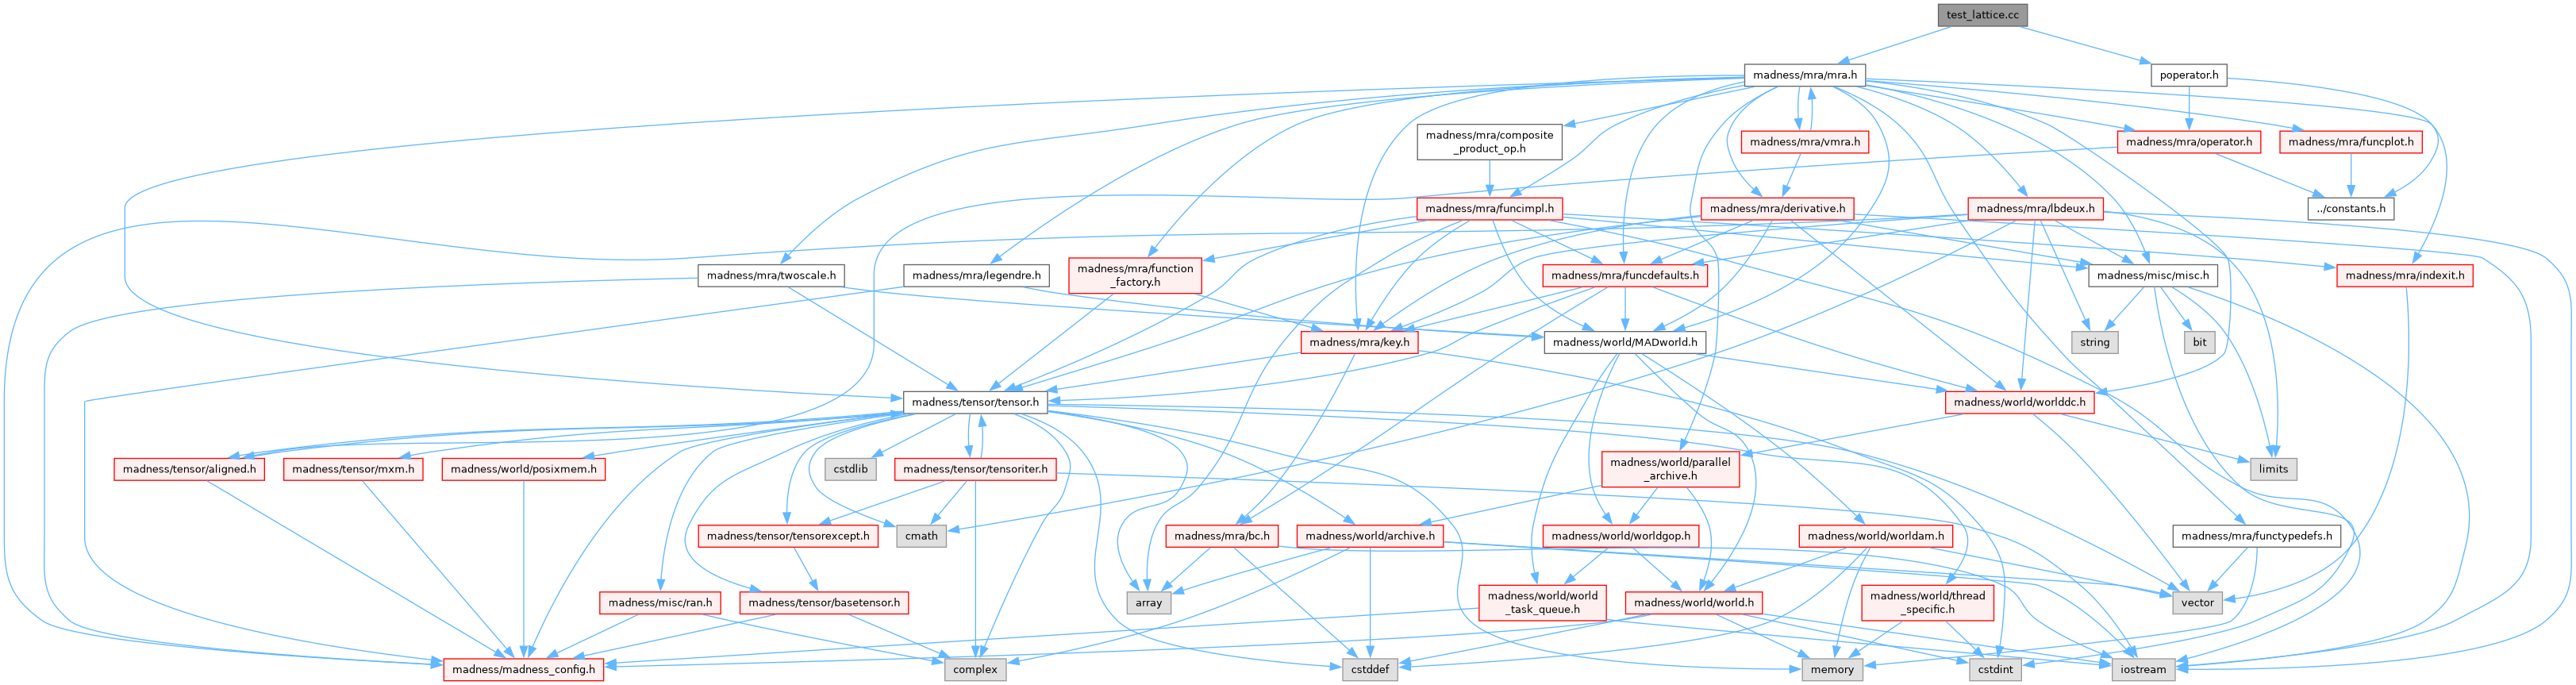 test_lattice.cc
madness/mra/mra.h
poperator.h
madness/mra/composite
_product_op.h
madness/mra/vmra.h
madness/mra/operator.h
madness/mra/funcplot.h
madness/mra/funcimpl.h
madness/mra/derivative.h
madness/mra/lbdeux.h
../constants.h
madness/mra/twoscale.h
madness/mra/legendre.h
madness/mra/function
_factory.h
madness/mra/funcdefaults.h
madness/misc/misc.h
madness/mra/indexit.h
madness/mra/key.h
madness/world/MADworld.h
string
bit
madness/tensor/tensor.h
madness/world/worlddc.h
madness/tensor/aligned.h
madness/tensor/mxm.h
madness/world/posixmem.h
cstdlib
madness/tensor/tensoriter.h
madness/world/parallel
_archive.h
limits
madness/tensor/tensorexcept.h
cmath
madness/mra/bc.h
madness/world/archive.h
madness/world/worldgop.h
madness/world/worldam.h
madness/mra/functypedefs.h
madness/misc/ran.h
madness/tensor/basetensor.h
array
madness/world/world
_task_queue.h
madness/world/world.h
madness/world/thread
_specific.h
vector
madness/madness_config.h
complex
cstddef
memory
cstdint
iostream